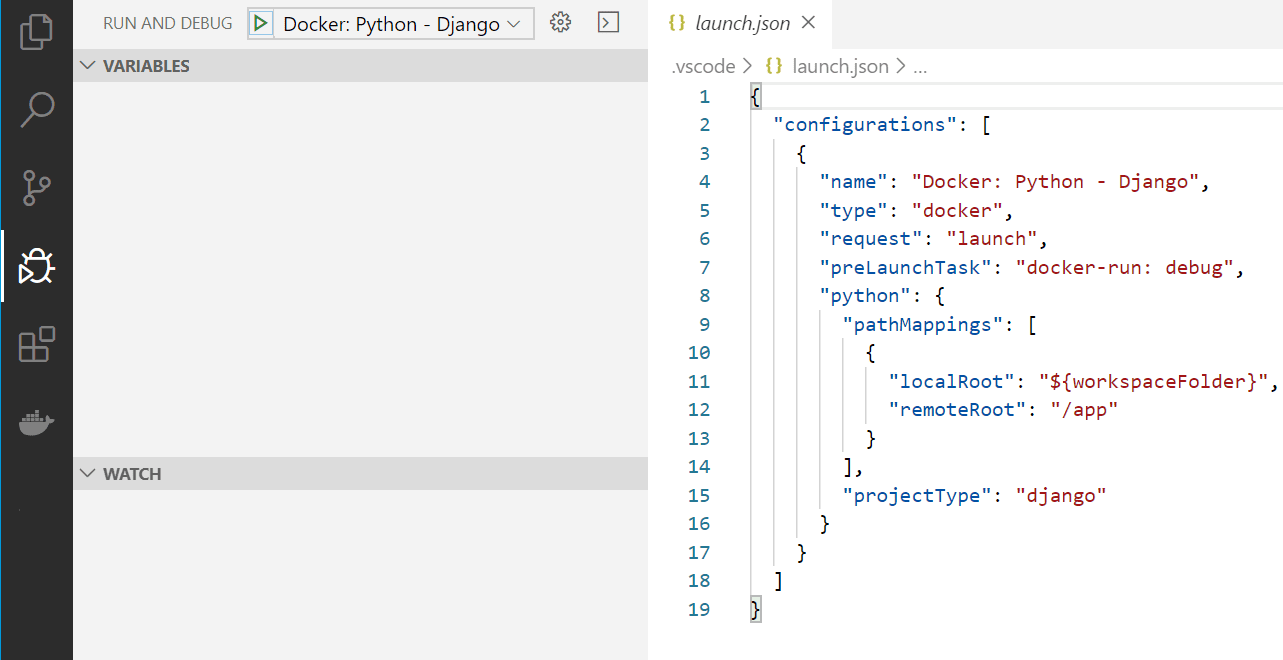 RUN AND DEBUG Docker: Python - Django
VARIABLES
WATCH
{} launch.json
.vscode > {} launch.json > ...
1 {
2 "configurations": [
3 {
4 "name": "Docker: Python - Django",
5 "type": "docker",
6 "request": "launch",
7 "preLaunchTask": "docker-run: debug",
8 "python": {
9 "pathMappings": [
10 {
11 "localRoot": "${workspaceFolder}",
12 "remoteRoot": "/app"
13 }
14 ],
15 "projectType": "django"
16 }
17 }
18 ]
19 }